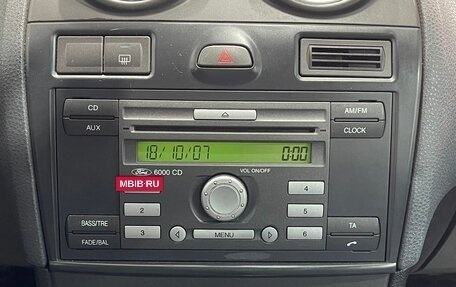 CD
AM/FM
AUX
CLOCK
18/10/07 0:00
Ford 6000 CD VOL ON/OFF
MBIB.RU
4
2
5
BASS/TRE
TA
3
MENU
6
FADE/BAL